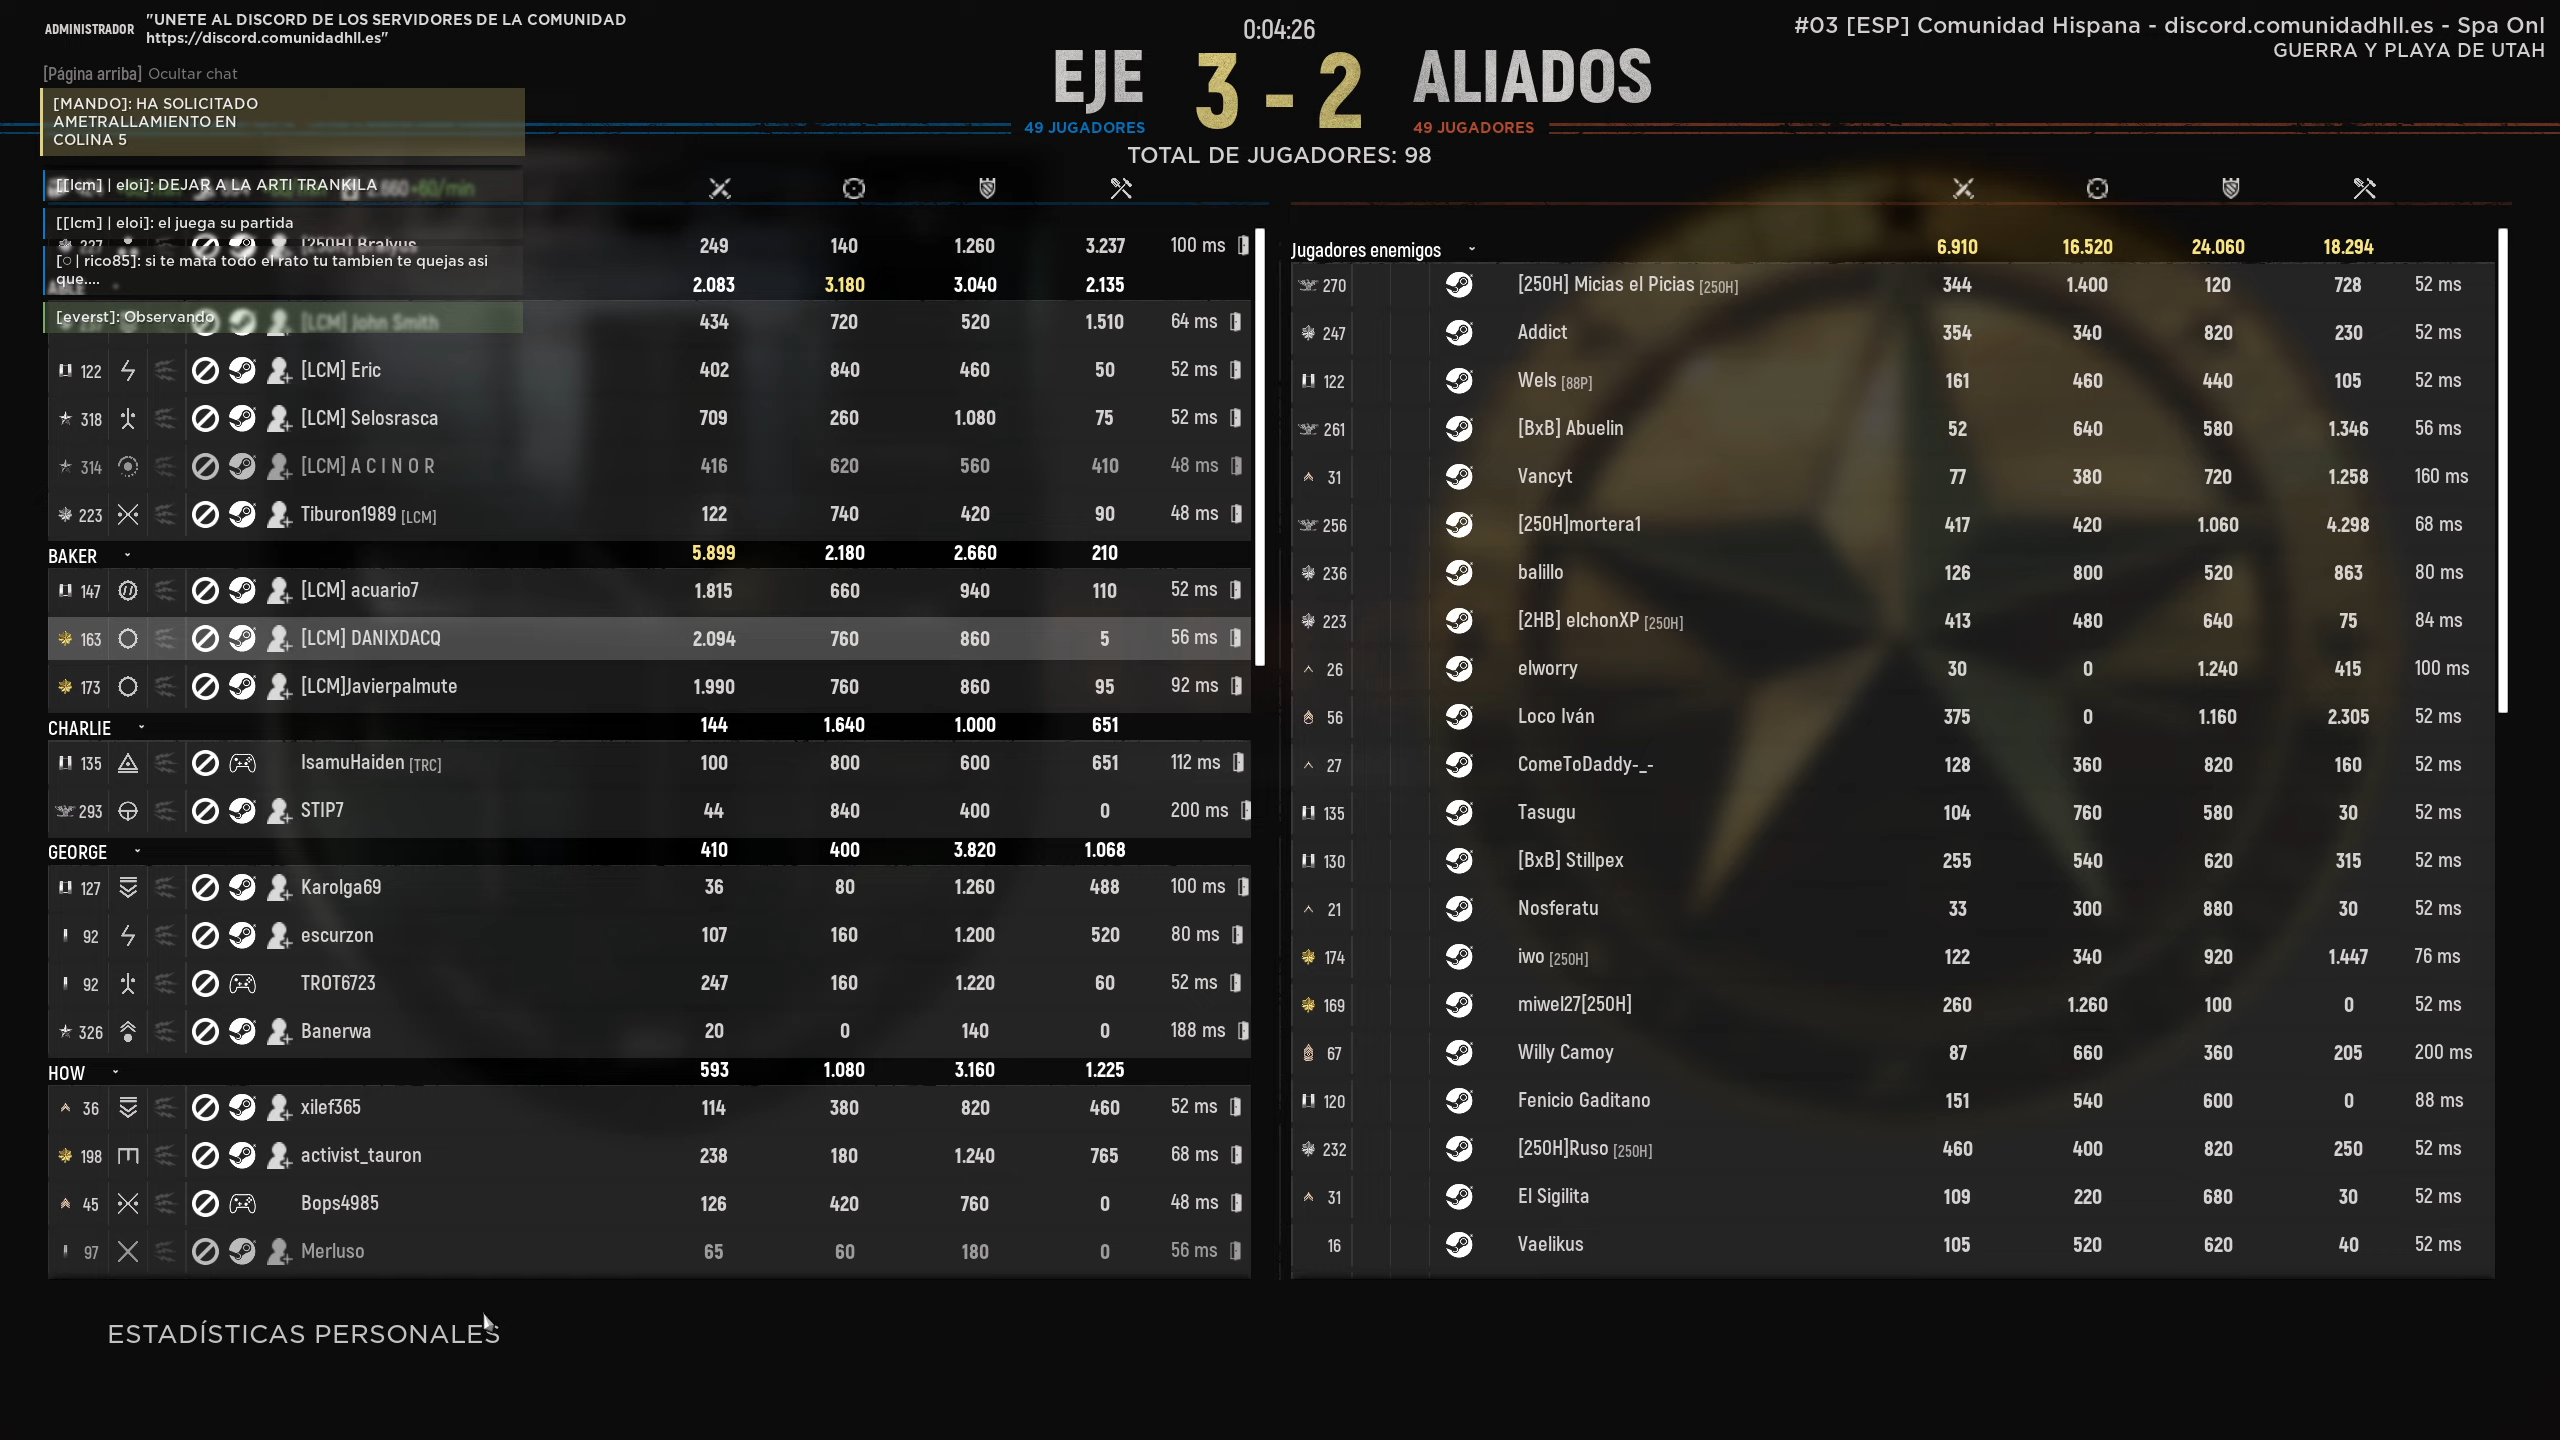 ADMINISTRADOR "UNETE AL DISCORD DE LOS SERVIDORES DE LA COMUNIDAD
https://discord.comunidadhll.es"
[Página arriba] Ocultar chat
[MANDO]: HA SOLICITADO
AMETRALLAMIENTO EN
COLINA 5
[[lcm] | eloi]: DEJAR A LA ARTI TRANKILA
[[lcm] | eloi]: el juega su partida
[○ | rico85]: si te mata todo el rato tu tambien te quejas asi
que....
[everst]: Observando
0:04:26
EJE 3 - 2 ALIADOS
49 JUGADORES 49 JUGADORES
TOTAL DE JUGADORES: 98
#03 [ESP] Comunidad Hispana - discord.comunidadhll.es - Spa Onl
GUERRA Y PLAYA DE UTAH
227 [250H] Bralyus 249 140 1.260 3.237 100 ms
2.083 3.180 3.040 2.135
[LCM] John Smith 434 720 520 1.510 64 ms
122 [LCM] Eric 402 840 460 50 52 ms
318 [LCM] Selosrasca 709 260 1.080 75 52 ms
314 [LCM] A C I N O R 416 620 560 410 48 ms
223 Tiburon1989 [LCM] 122 740 420 90 48 ms
BAKER 5.899 2.180 2.660 210
147 [LCM] acuario7 1.815 660 940 110 52 ms
163 [LCM] DANIXDACQ 2.094 760 860 5 56 ms
173 [LCM]Javierpalmute 1.990 760 860 95 92 ms
CHARLIE 144 1.640 1.000 651
135 IsamuHaiden [TRC] 100 800 600 651 112 ms
293 STIP7 44 840 400 0 200 ms
GEORGE 410 400 3.820 1.068
127 Karolga69 36 80 1.260 488 100 ms
92 escurzon 107 160 1.200 520 80 ms
92 TROT6723 247 160 1.220 60 52 ms
326 Banerwa 20 0 140 0 188 ms
HOW 593 1.080 3.160 1.225
36 xilef365 114 380 820 460 52 ms
198 activist_tauron 238 180 1.240 765 68 ms
45 Bops4985 126 420 760 0 48 ms
97 Merluso 65 60 180 0 56 ms
Jugadores enemigos 6.910 16.520 24.060 18.294
270 [250H] Micias el Picias [250H] 344 1.400 120 728 52 ms
247 Addict 354 340 820 230 52 ms
122 Wels [88P] 161 460 440 105 52 ms
261 [BxB] Abuelin 52 640 580 1.346 56 ms
31 Vancyt 77 380 720 1.258 160 ms
256 [250H]mortera1 417 420 1.060 4.298 68 ms
236 balillo 126 800 520 863 80 ms
223 [2HB] elchonXP [250H] 413 480 640 75 84 ms
26 elworry 30 0 1.240 415 100 ms
56 Loco Iván 375 0 1.160 2.305 52 ms
27 ComeToDaddy-_- 128 360 820 160 52 ms
135 Tasugu 104 760 580 30 52 ms
130 [BxB] Stillpex 255 540 620 315 52 ms
21 Nosferatu 33 300 880 30 52 ms
174 iwo [250H] 122 340 920 1.447 76 ms
169 miwel27[250H] 260 1.260 100 0 52 ms
67 Willy Camoy 87 660 360 205 200 ms
120 Fenicio Gaditano 151 540 600 0 88 ms
232 [250H]Ruso [250H] 460 400 820 250 52 ms
31 El Sigilita 109 220 680 30 52 ms
16 Vaelikus 105 520 620 40 52 ms
ESTADÍSTICAS PERSONALES